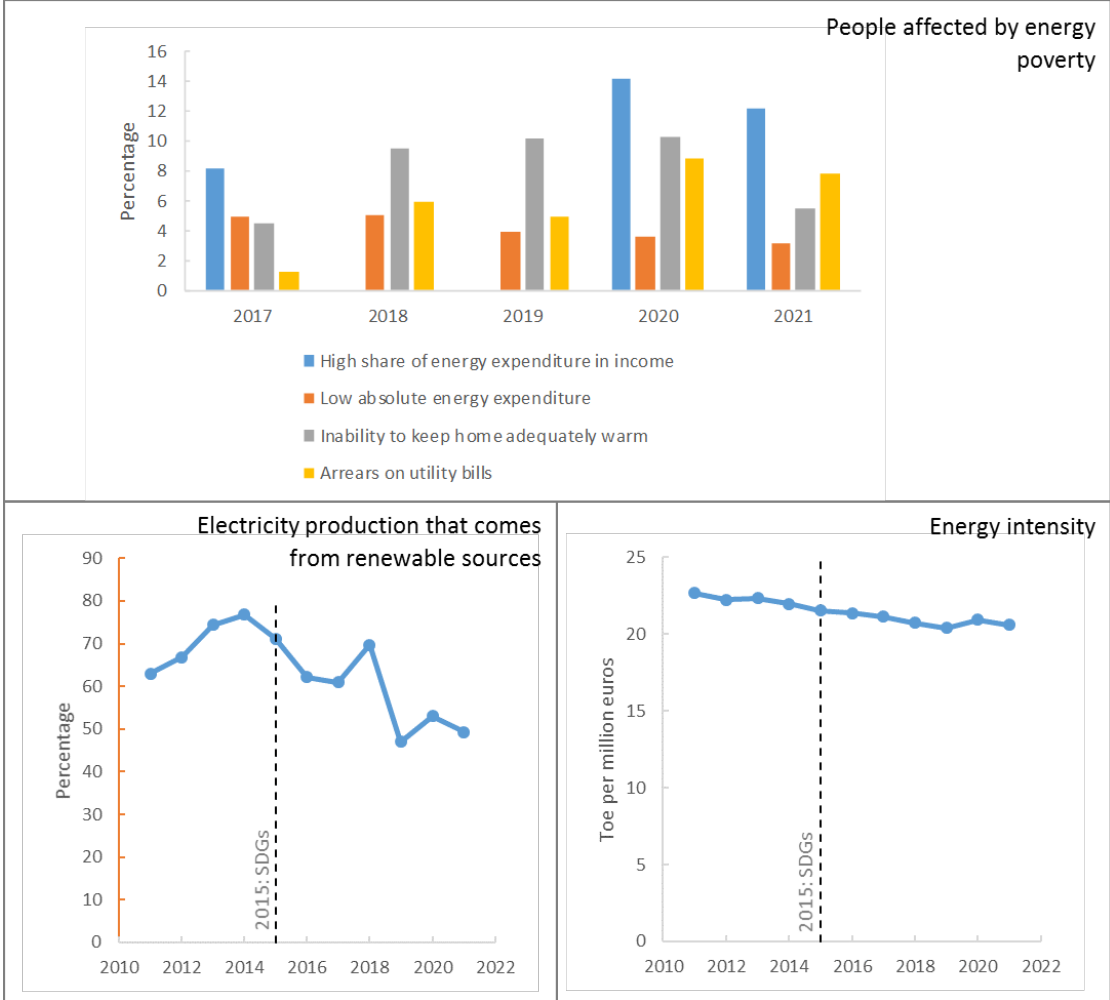 People affected by energy
poverty
16
14
12
10
8
6
4
2
0
Percentage
2017 2018 2019 2020 2021
High share of energy expenditure in income
Low absolute energy expenditure
Inability to keep home adequately warm
Arrears on utility bills
Electricity production that comes
from renewable sources
90
80
70
60
50
40
30
20
10
0
Percentage
2015: SDGs
2010 2012 2014 2016 2018 2020 2022
Energy intensity
25
20
15
10
5
0
Toe per million euros
2015: SDGs
2010 2012 2014 2016 2018 2020 2022